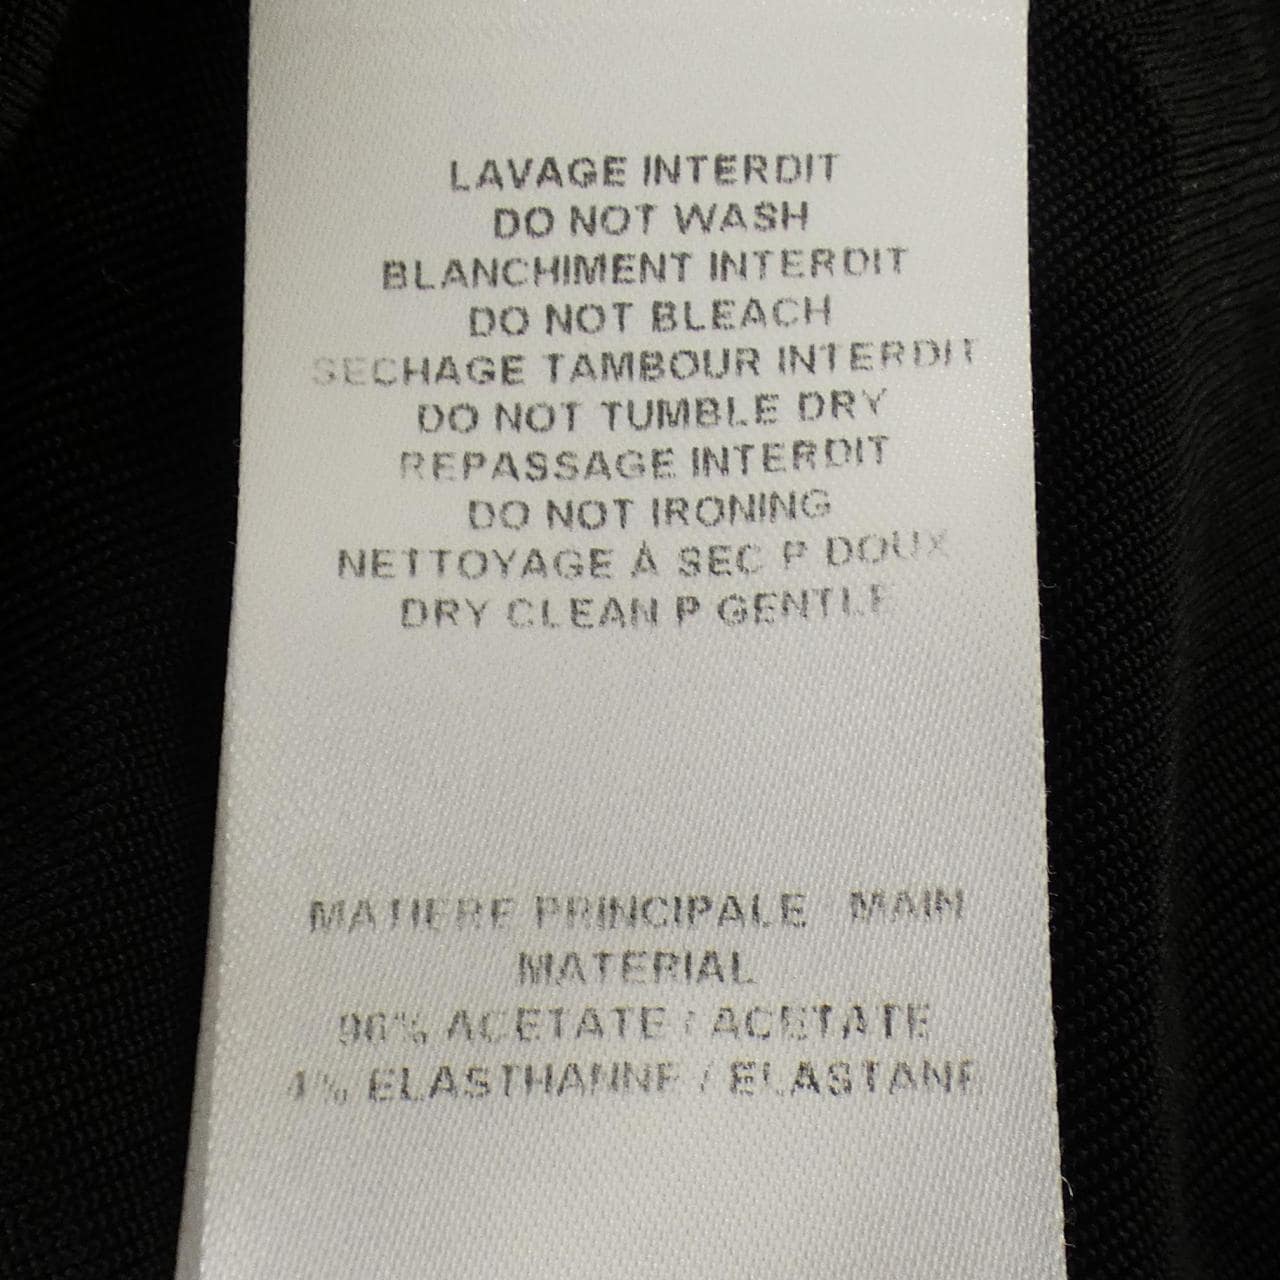 LAVAGE INTERDIT
DO NOT WASH
BLANCHIMENT INTERDIT
DO NOT BLEACH
SECHAGE TAMBOUR INTERDIT
DO NOT TUMBLE DRY
REPASSAGE INTERDIT
DO NOT IRONING
NETTOYAGE À SEC P DOUX
DRY CLEAN P GENTLE
MATIERE PRINCIPALE / MAIN
MATERIAL
96% ACETATE / ACETATE
4% ELASTHANNE / ELASTANE